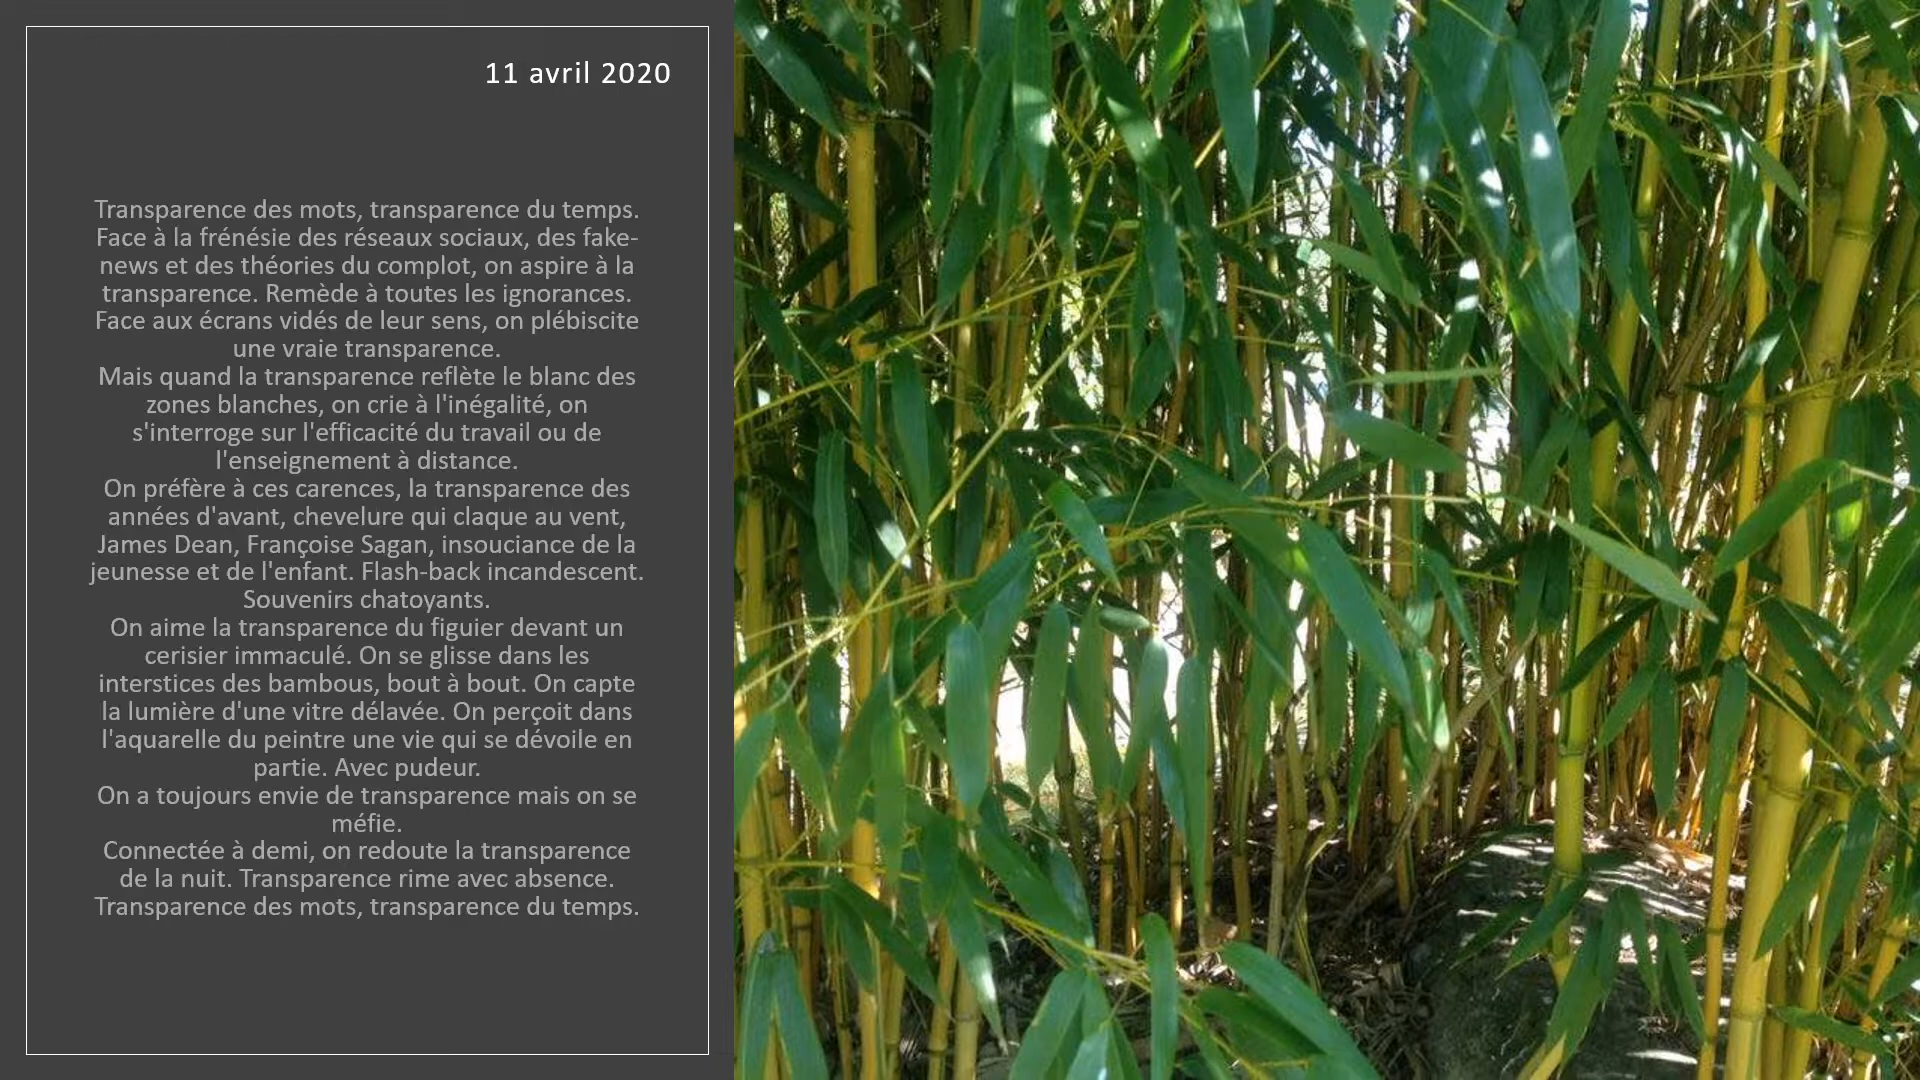 11 avril 2020
Transparence des mots, transparence du temps.
Face à la frénésie des réseaux sociaux, des fake-
news et des théories du complot, on aspire à la
transparence. Remède à toutes les ignorances.
Face aux écrans vidés de leur sens, on plébiscite
une vraie transparence.
Mais quand la transparence reflète le blanc des
zones blanches, on crie à l'inégalité, on
s'interroge sur l'efficacité du travail ou de
l'enseignement à distance.
On préfère à ces carences, la transparence des
années d'avant, chevelure qui claque au vent,
James Dean, Françoise Sagan, insouciance de la
jeunesse et de l'enfant. Flash-back incandescent.
Souvenirs chatoyants.
On aime la transparence du figuier devant un
cerisier immaculé. On se glisse dans les
interstices des bambous, bout à bout. On capte
la lumière d'une vitre délavée. On perçoit dans
l'aquarelle du peintre une vie qui se dévoile en
partie. Avec pudeur.
On a toujours envie de transparence mais on se
méfie.
Connectée à demi, on redoute la transparence
de la nuit. Transparence rime avec absence.
Transparence des mots, transparence du temps.